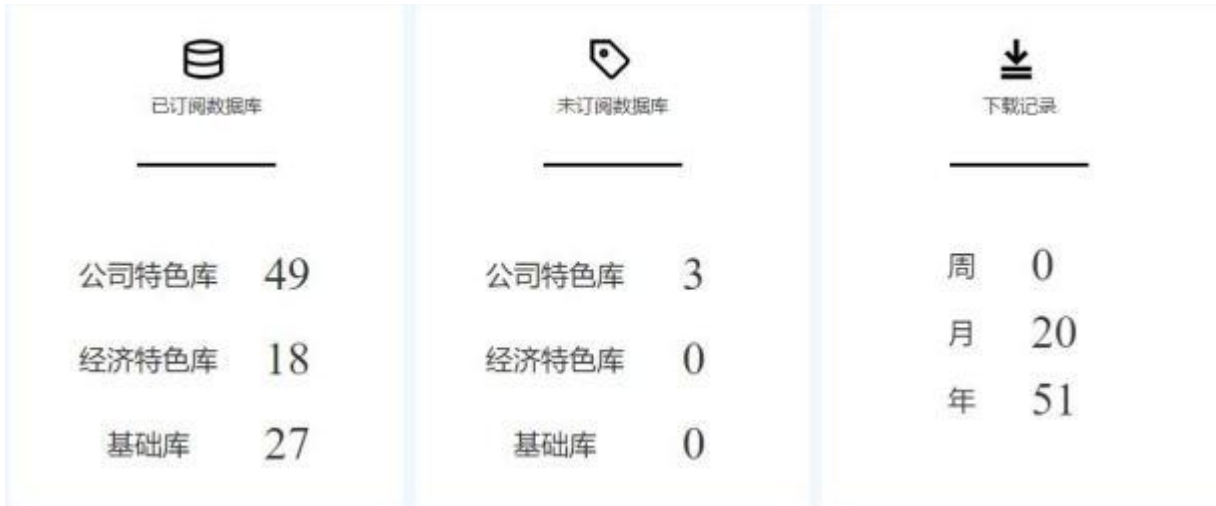 已订阅数据库
公司特色库 49
经济特色库 18
基础库 27
未订阅数据库
公司特色库 3
经济特色库 0
基础库 0
下载记录
周 0
月 20
年 51